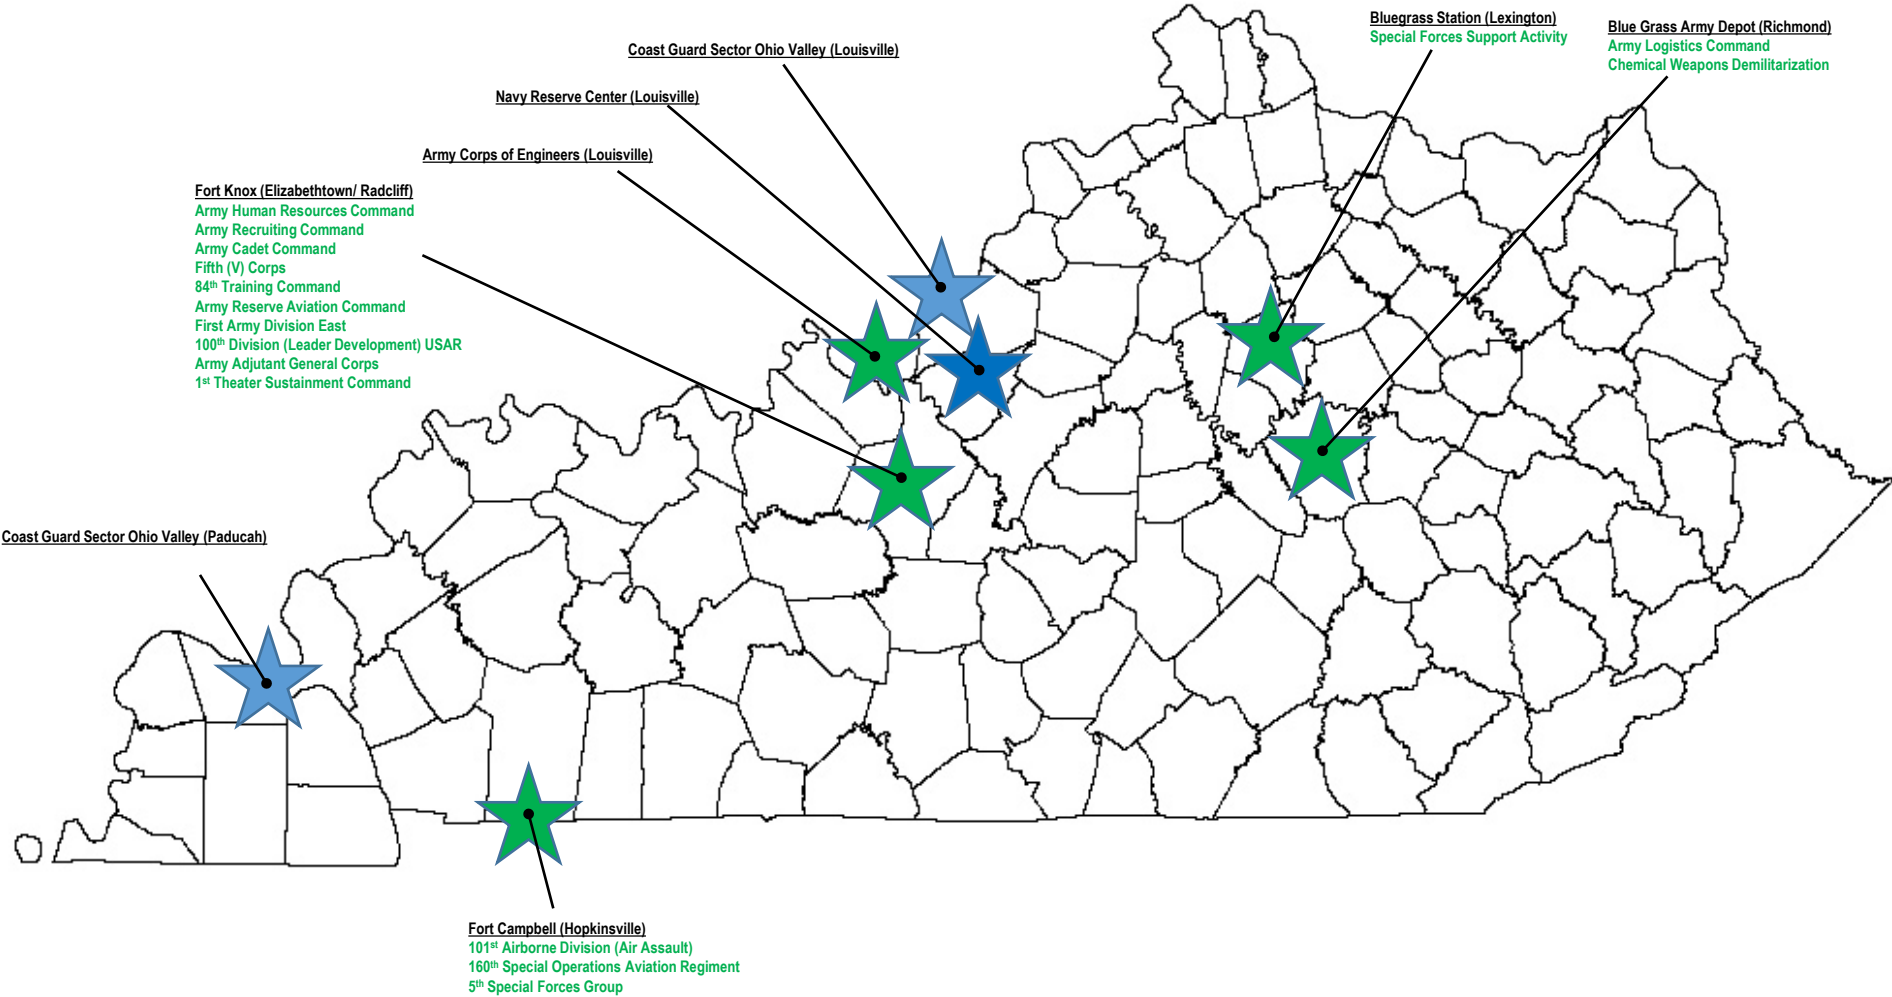 Bluegrass Station (Lexington)
Special Forces Support Activity
Blue Grass Army Depot (Richmond)
Army Logistics Command
Chemical Weapons Demilitarization
Coast Guard Sector Ohio Valley (Louisville)
Navy Reserve Center (Louisville)
Army Corps of Engineers (Louisville)
Fort Knox (Elizabethtown/ Radcliff)
Army Human Resources Command
Army Recruiting Command
Army Cadet Command
Fifth (V) Corps
84th Training Command
Army Reserve Aviation Command
First Army Division East
100th Division (Leader Development) USAR
Army Adjutant General Corps
1st Theater Sustainment Command
Coast Guard Sector Ohio Valley (Paducah)
Fort Campbell (Hopkinsville)
101st Airborne Division (Air Assault)
160th Special Operations Aviation Regiment
5th Special Forces Group